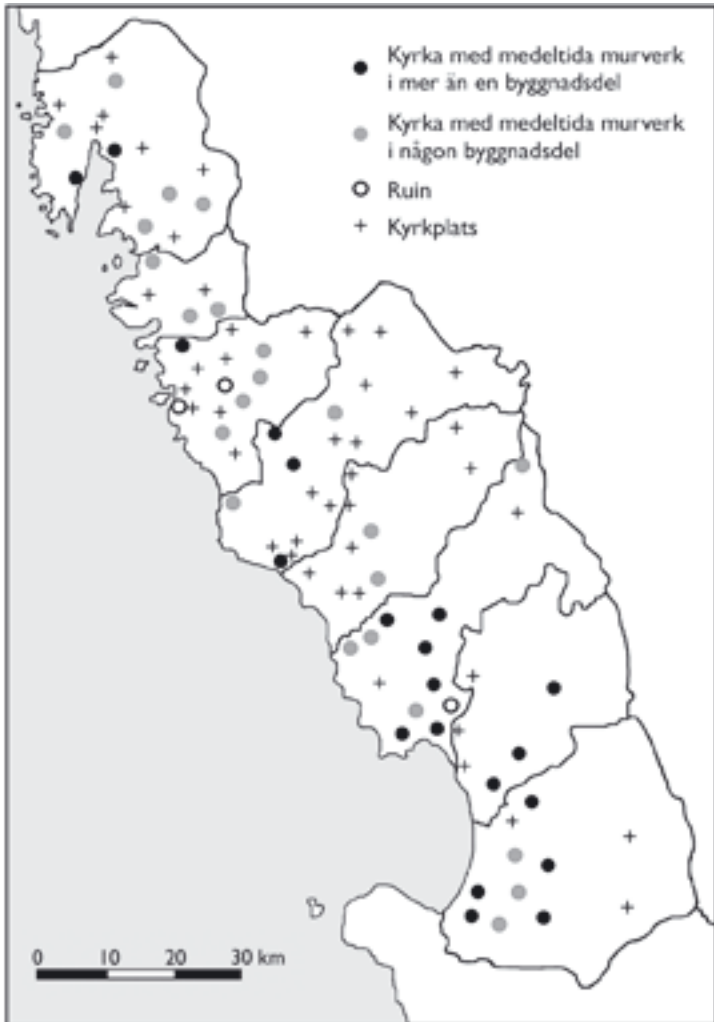 Kyrka med medeltida murverk
i mer än en byggnadsdel
Kyrka med medeltida murverk
i någon byggnadsdel
Ruin
Kyrkplats
0 10 20 30 km